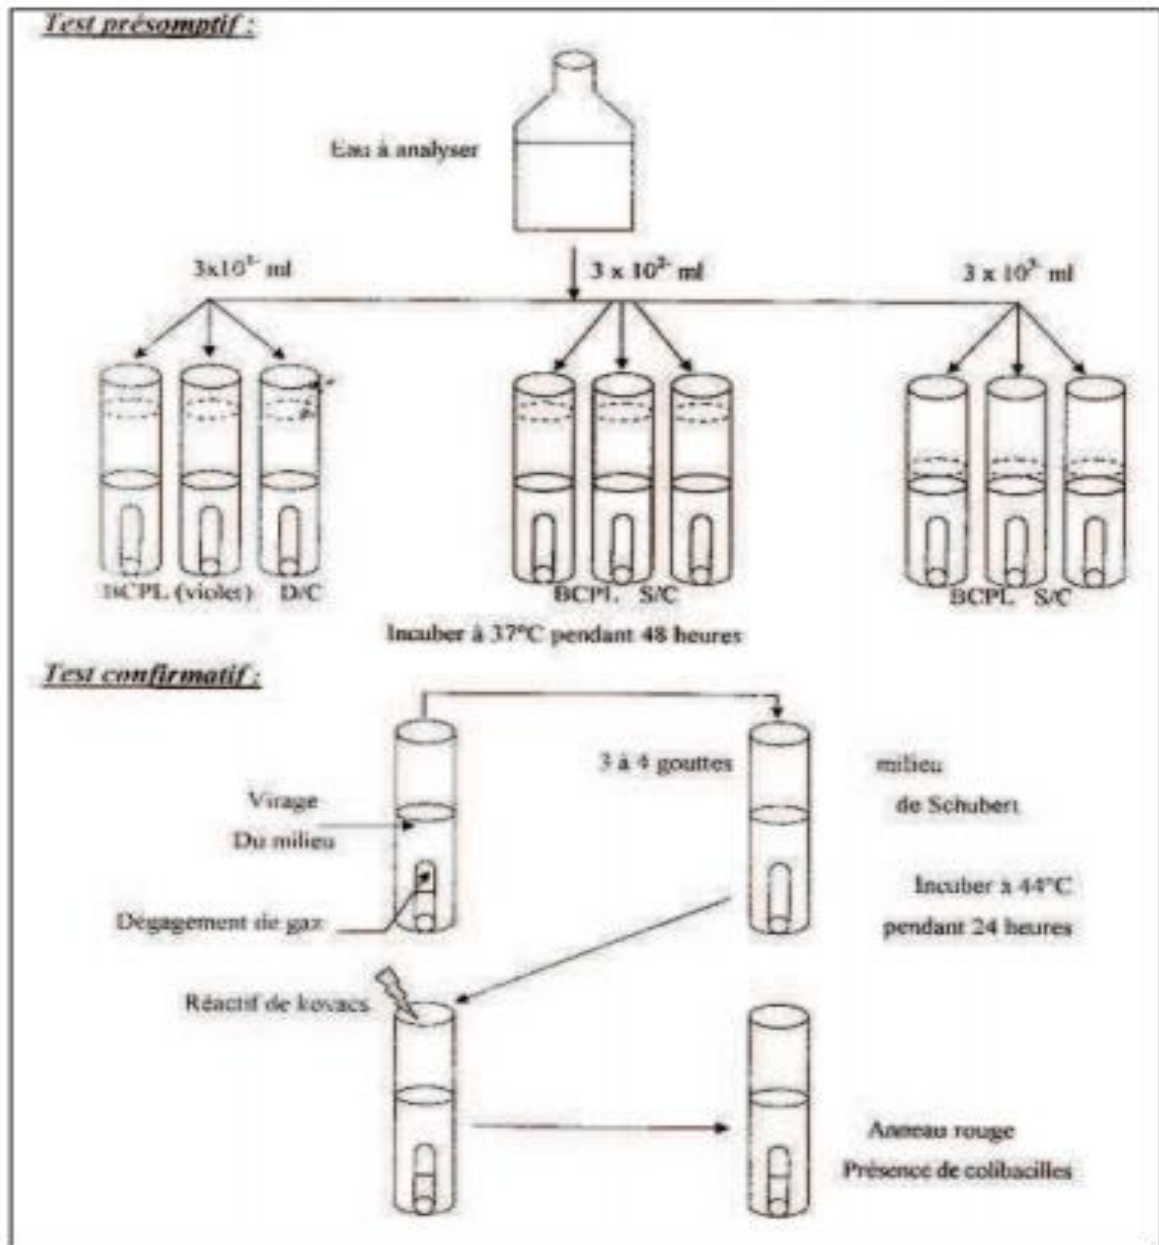 Test présomptif :
Eau à analyser
3x10¹⁻ ml
3 x 10²⁻ ml
3 x 10³⁻ ml
BCPL (violet) D/C
BCPL S/C
BCPL S/C
Incuber à 37°C pendant 48 heures
Test confirmatif :
3 à 4 gouttes
milieu
de Schubert
Virage
Du milieu
Incuber à 44°C
pendant 24 heures
Dégagement de gaz
Réactif de kovacs
Anneau rouge
Présence de colibacilles